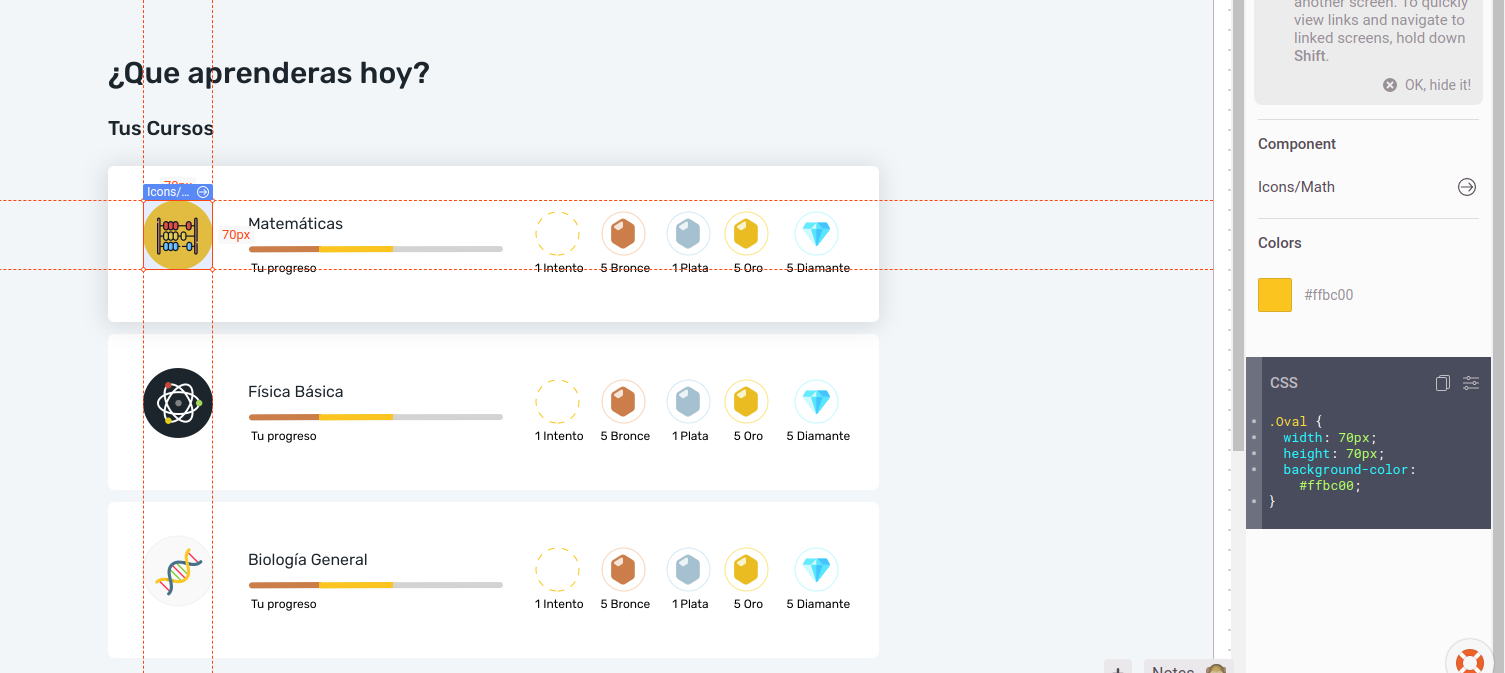 ¿Que aprenderas hoy?
Tus Cursos
Icons/...
70px
Matemáticas
Tu progreso
1 Intento
5 Bronce
1 Plata
5 Oro
5 Diamante
Física Básica
Tu progreso
1 Intento
5 Bronce
1 Plata
5 Oro
5 Diamante
Biología General
Tu progreso
1 Intento
5 Bronce
1 Plata
5 Oro
5 Diamante
+
Notes
another screen. To quickly
view links and navigate to
linked screens, hold down
Shift.
OK, hide it!
Component
Icons/Math
Colors
#ffbc00
CSS
.Oval {
width: 70px;
height: 70px;
background-color:
#ffbc00;
}